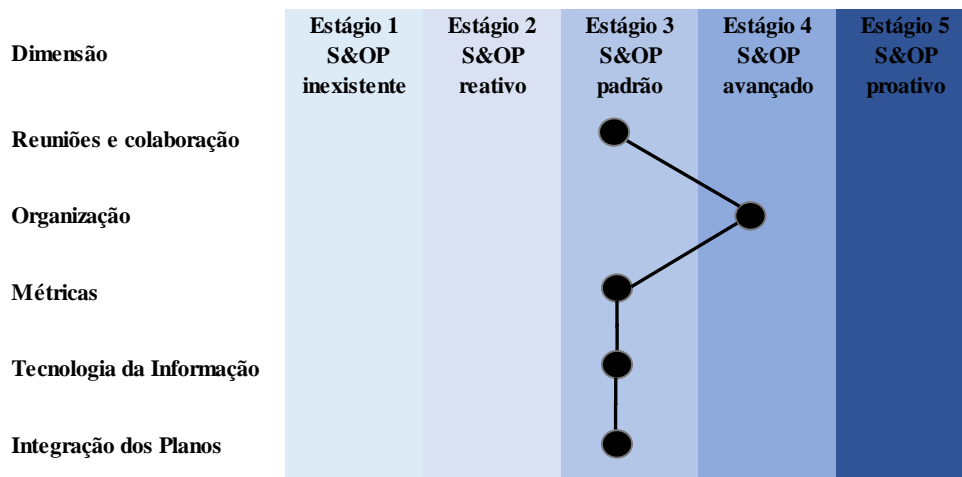 Dimensão
Estágio 1
S&OP
inexistente
Estágio 2
S&OP
reativo
Estágio 3
S&OP
padrão
Estágio 4
S&OP
avançado
Estágio 5
S&OP
proativo
Reuniões e colaboração
Organização
Métricas
Tecnologia da Informação
Integração dos Planos